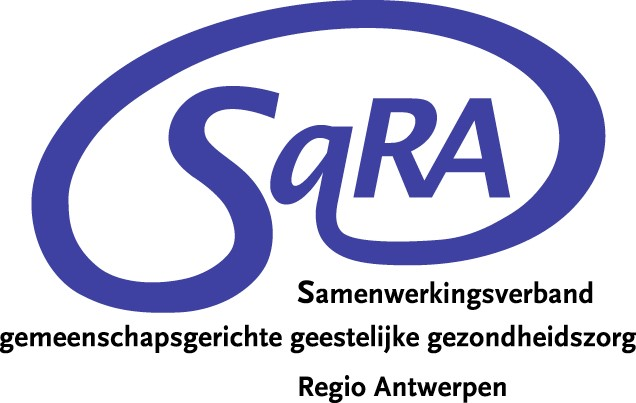 SaRA
Samenwerkingsverband
gemeenschapsgerichte geestelijke gezondheidszorg
Regio Antwerpen